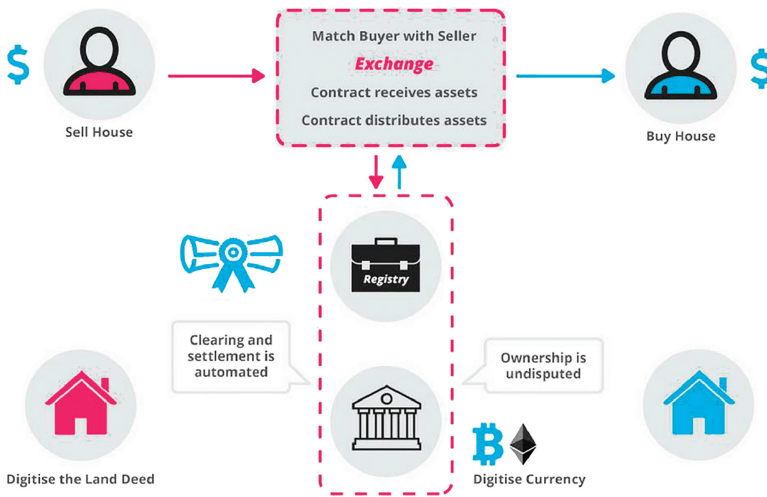 $
Match Buyer with Seller
Exchange
Contract receives assets
Contract distributes assets
$
Sell House
Buy House
Registry
Clearing and
settlement is
automated
Ownership is
undisputed
Digitise the Land Deed
Digitise Currency